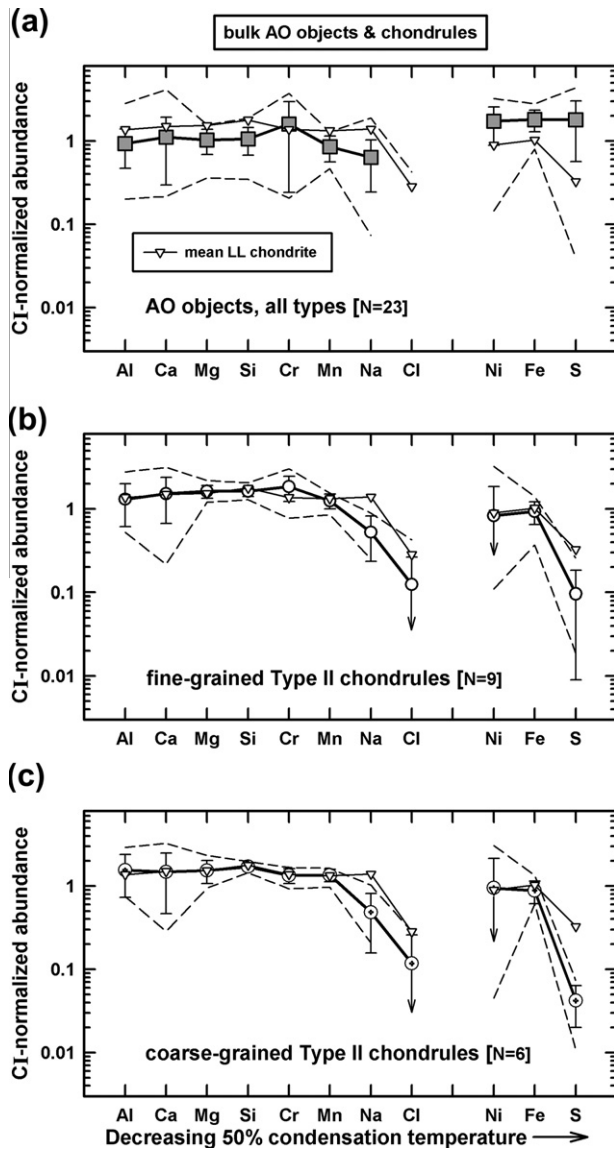 (a)
bulk AO objects & chondrules
CI-normalized abundance
1
0.1
0.01
mean LL chondrite
AO objects, all types [N=23]
Al Ca Mg Si Cr Mn Na Cl Ni Fe S
(b)
CI-normalized abundance
1
0.1
0.01
fine-grained Type II chondrules [N=9]
Al Ca Mg Si Cr Mn Na Cl Ni Fe S
(c)
CI-normalized abundance
1
0.1
0.01
coarse-grained Type II chondrules [N=6]
Al Ca Mg Si Cr Mn Na Cl Ni Fe S
Decreasing 50% condensation temperature